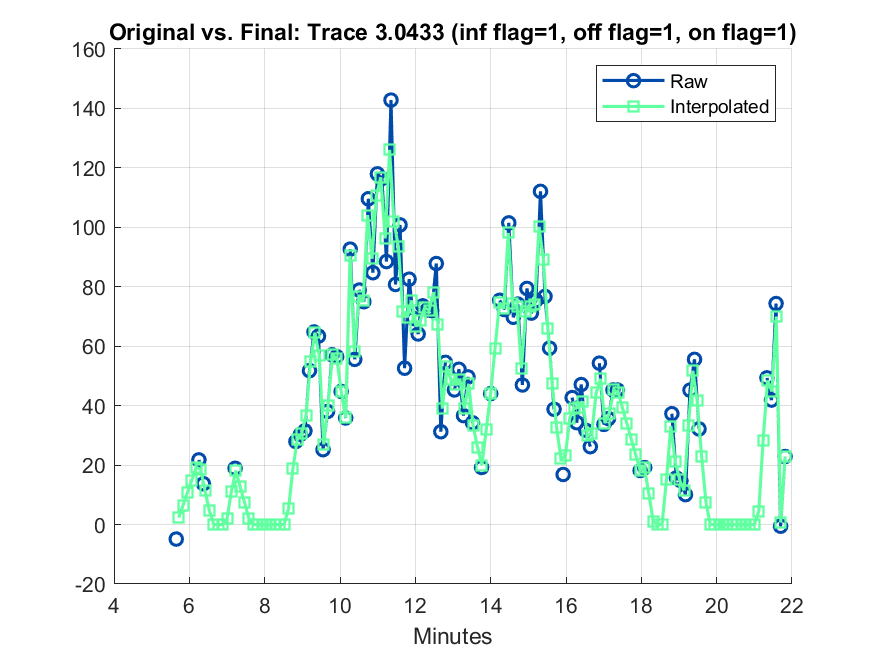 Original vs. Final: Trace 3.0433 (inf flag=1, off flag=1, on flag=1)
160
140
120
100
80
60
40
20
0
-20
Raw
Interpolated
4 6 8 10 12 14 16 18 20 22
Minutes